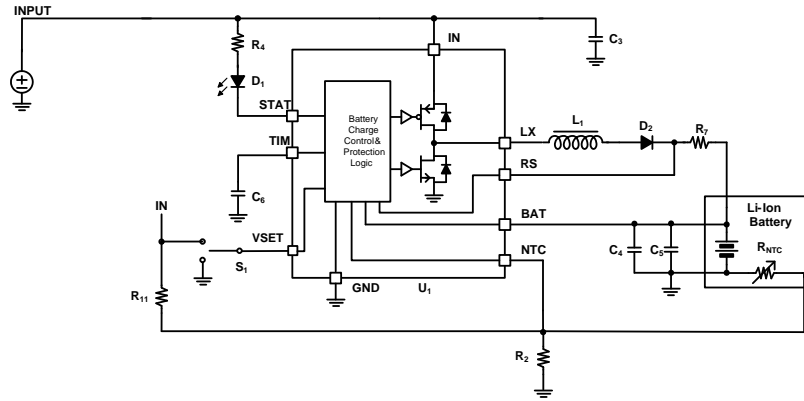 INPUT
R4
IN
C3
D1
STAT
Battery
Charge
Control&
Protection
Logic
TIM
LX
L1
D2
R7
RS
C6
IN
BAT
Li-Ion
Battery
VSET
NTC
C4
C5
RNTC
S1
R11
GND
U1
R2